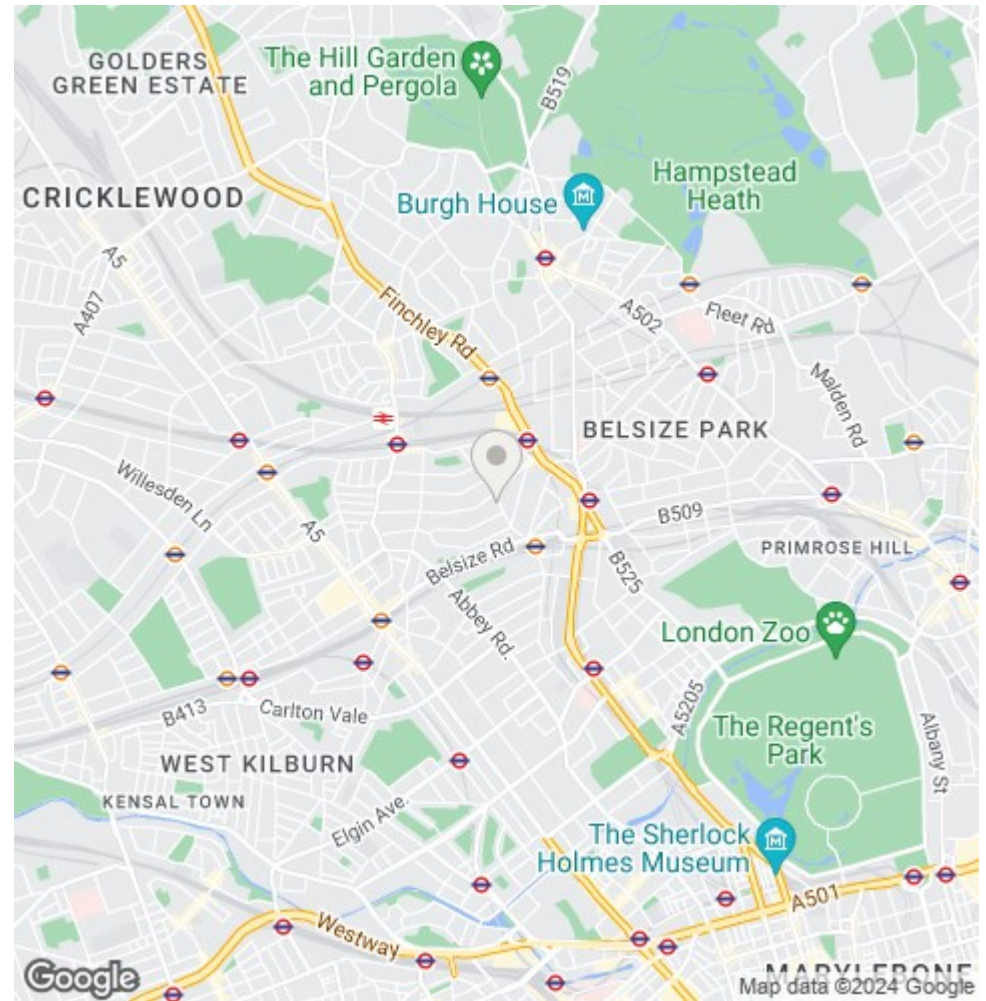 GOLDERS
GREEN ESTATE
The Hill Garden
and Pergola
B519
Hampstead
Heath
CRICKLEWOOD
Burgh House
A5
A407
A502
Fleet Rd
Finchley Rd
Malden Rd
BELSIZE PARK
Willesden Ln
A5
B509
PRIMROSE HILL
Belsize Rd
B525
Abbey Rd.
London Zoo
A5205
B413
Carlton Vale
The Regent's
Park
Albany St
WEST KILBURN
KENSAL TOWN
Elgin Ave.
The Sherlock
Holmes Museum
A501
Westway
MARYLEBONE
Google
Map data ©2024 Google